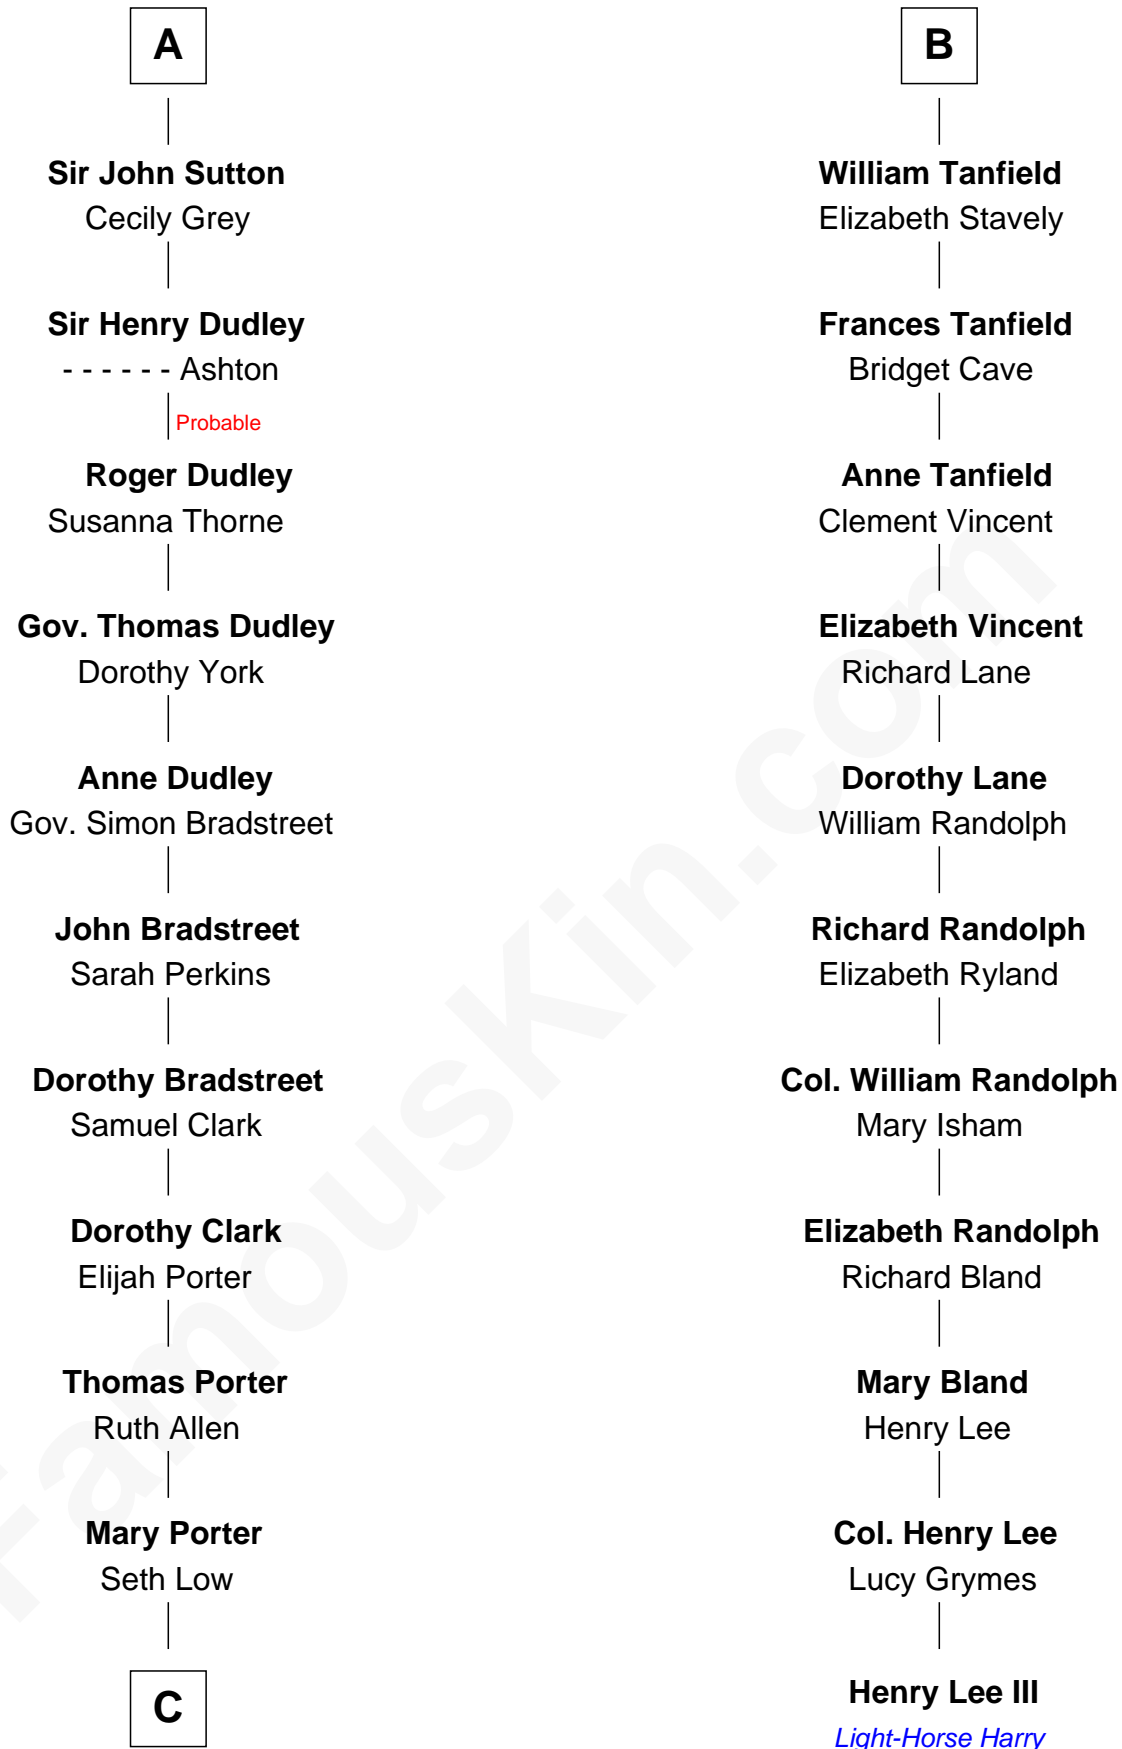 A
Sir John Sutton
Cecily Grey
Sir Henry Dudley
- - - - - - Ashton
Probable
Roger Dudley
Susanna Thorne
Gov. Thomas Dudley
Dorothy York
Anne Dudley
Gov. Simon Bradstreet
John Bradstreet
Sarah Perkins
Dorothy Bradstreet
Samuel Clark
Dorothy Clark
Elijah Porter
Thomas Porter
Ruth Allen
Mary Porter
Seth Low
C
B
William Tanfield
Elizabeth Stavely
Frances Tanfield
Bridget Cave
Anne Tanfield
Clement Vincent
Elizabeth Vincent
Richard Lane
Dorothy Lane
William Randolph
Richard Randolph
Elizabeth Ryland
Col. William Randolph
Mary Isham
Elizabeth Randolph
Richard Bland
Mary Bland
Henry Lee
Col. Henry Lee
Lucy Grymes
Henry Lee III
Light-Horse Harry
FamousKin.com